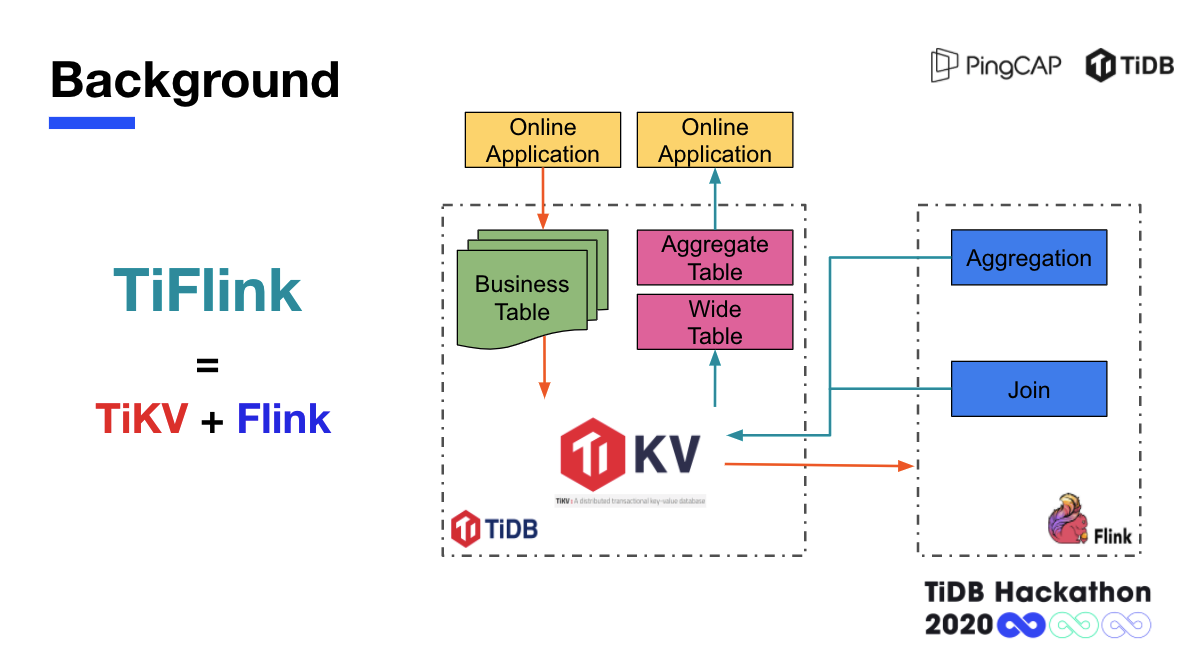 Background
PingCAP
TiDB
Online
Application
Online
Application
TiFlink
=
TiKV + Flink
Business
Table
Aggregate
Table
Wide
Table
Aggregation
Join
Ti KV
TiKV : A distributed transactional key-value database
TiDB
Flink
TiDB Hackathon
2020